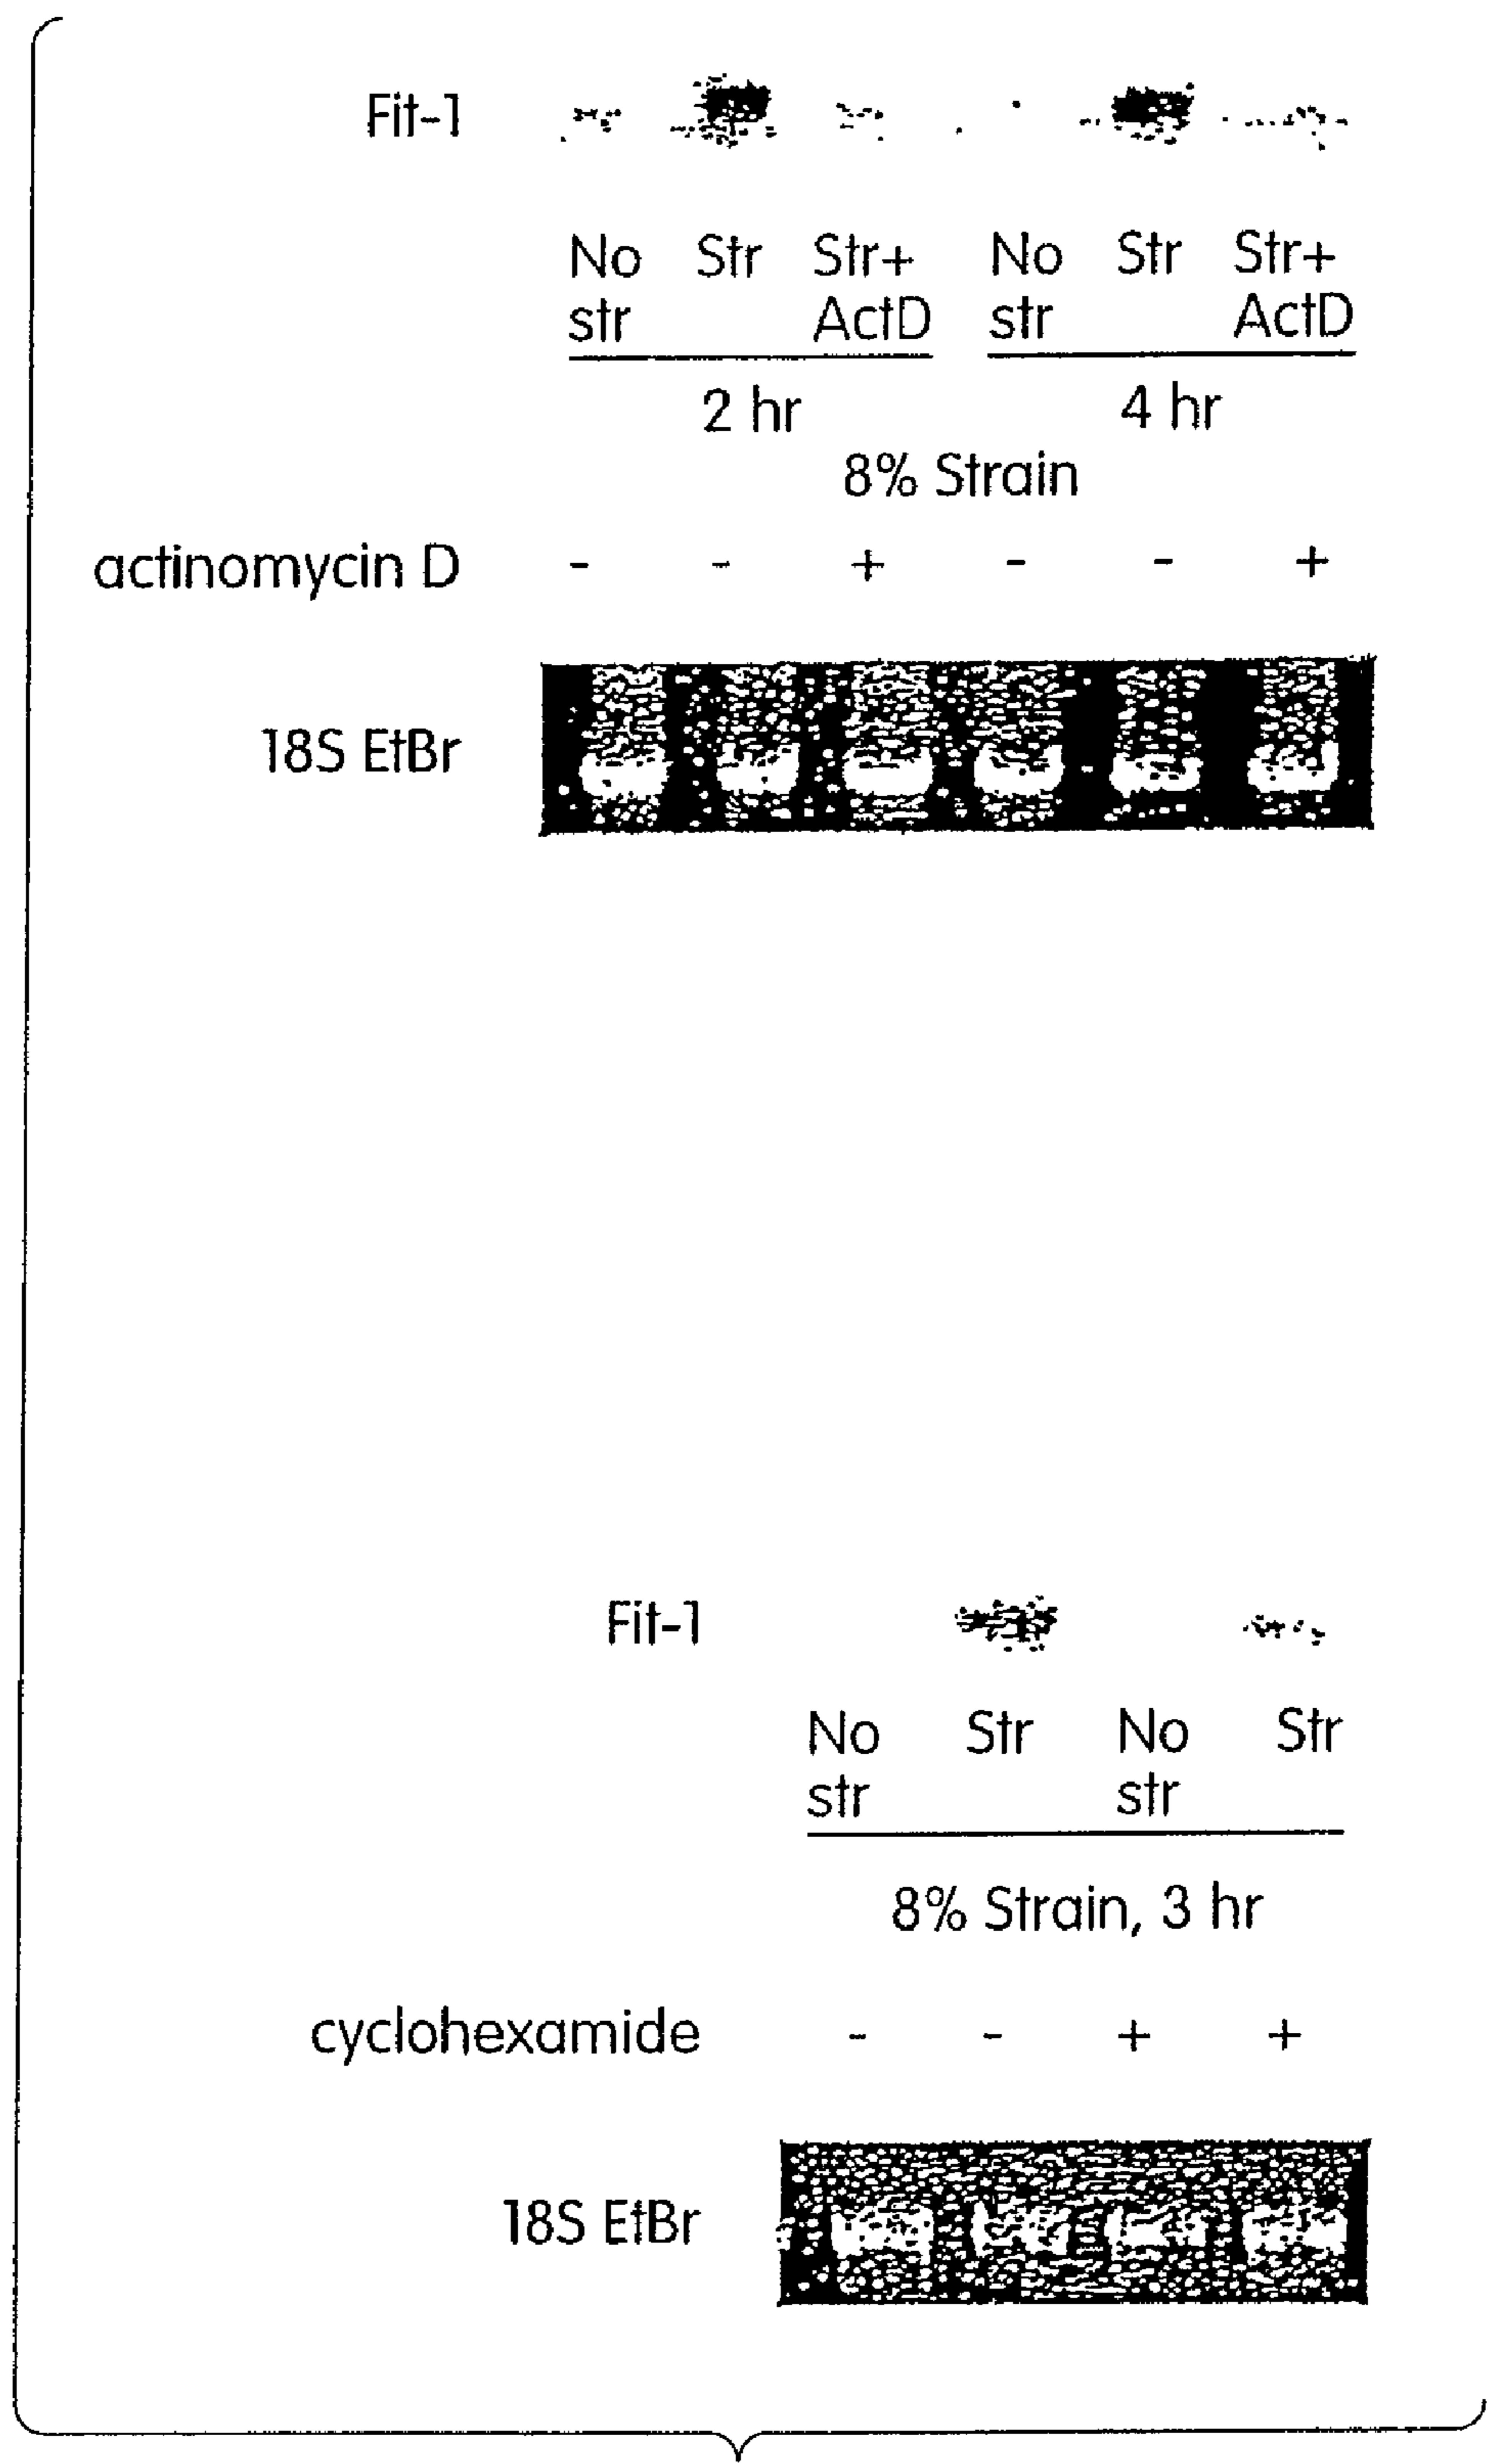 Fit-1
No Str Str+ No Str Str+
str ActD str ActD
2 hr 4 hr
8% Strain
actinomycin D - - + - - +
18S EtBr
Fit-1
No Str No Str
str str
8% Strain, 3 hr
cyclohexamide - - + +
18S EtBr